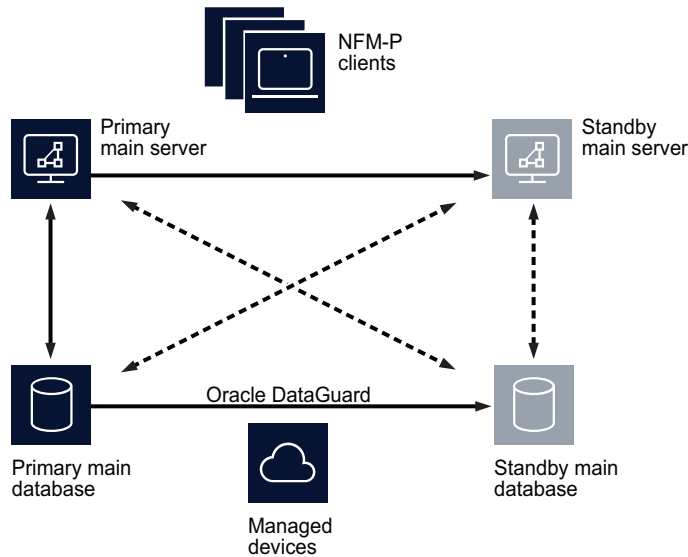 NFM-P
clients
Primary
main server
Standby
main server
Oracle DataGuard
Primary main
database
Managed
devices
Standby main
database